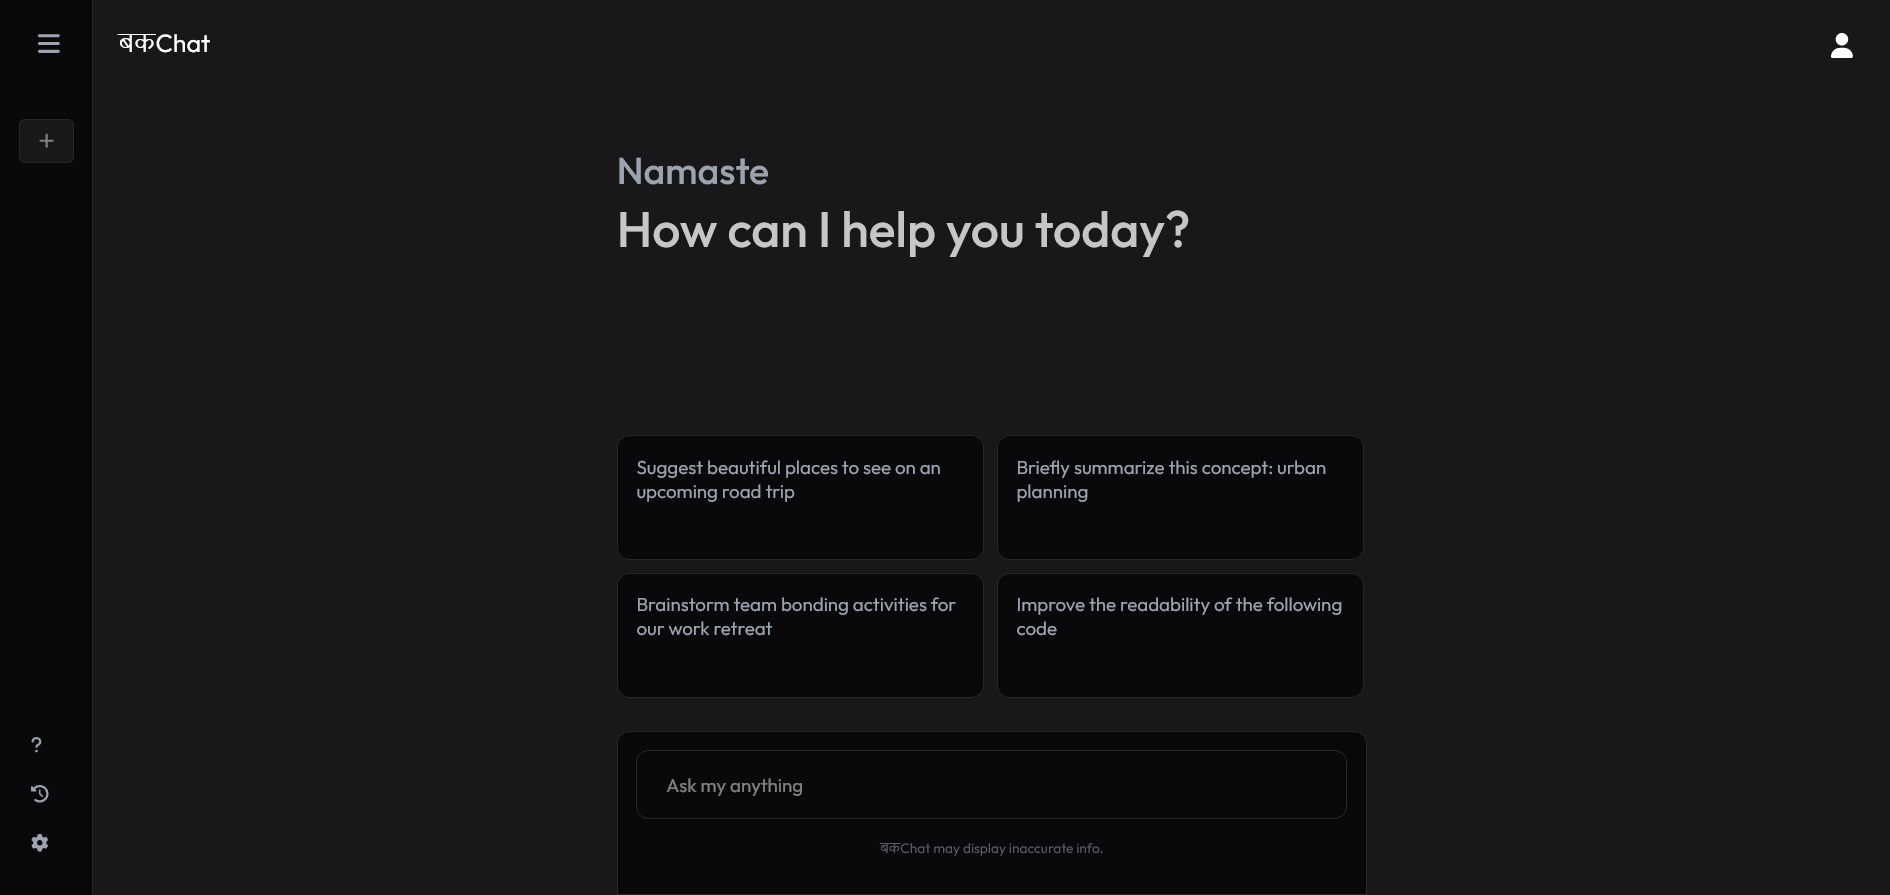 बकChat
Namaste
How can I help you today?
Suggest beautiful places to see on an
upcoming road trip
Briefly summarize this concept: urban
planning
Brainstorm team bonding activities for
our work retreat
Improve the readability of the following
code
Ask my anything
बकChat may display inaccurate info.